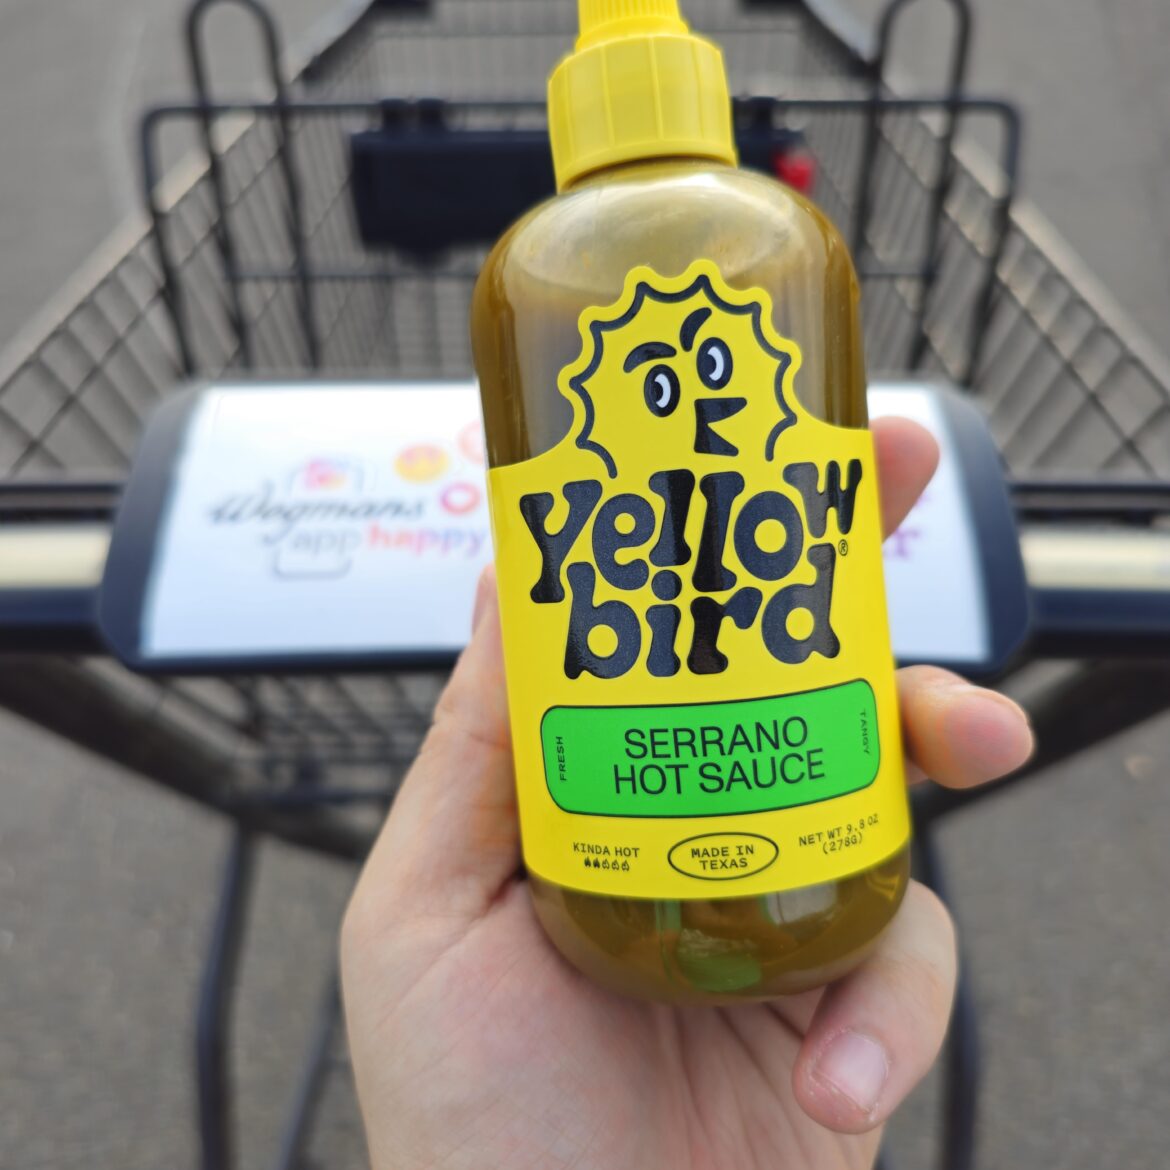 yellow
bird®
FRESH
SERRANO
HOT SAUCE
TANGY
KINDA HOT
MADE IN
TEXAS
NET WT 9.8 OZ
(278G)
Wegmans
app happy